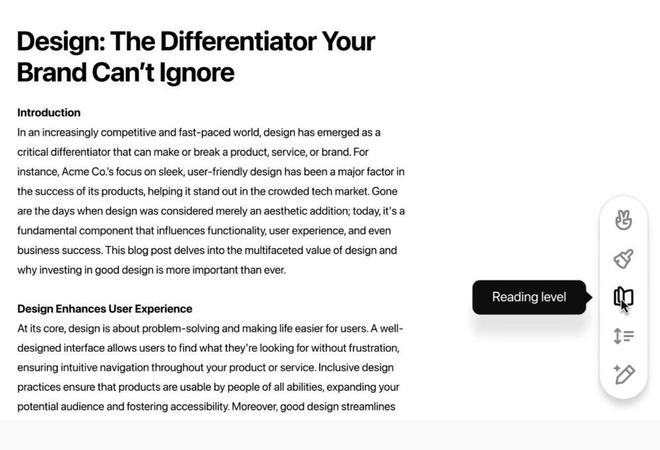 Design: The Differentiator Your
Brand Can’t Ignore
Introduction
In an increasingly competitive and fast-paced world, design has emerged as a
critical differentiator that can make or break a product, service, or brand. For
instance, Acme Co.'s focus on sleek, user-friendly design has been a major factor in
the success of its products, helping it stand out in the crowded tech market. Gone
are the days when design was considered merely an aesthetic addition; today, it's a
fundamental component that influences functionality, user experience, and even
business success. This blog post delves into the multifaceted value of design and
why investing in good design is more important than ever.
Reading level
Design Enhances User Experience
At its core, design is about problem-solving and making life easier for users. A well-
designed interface allows users to find what they're looking for without frustration,
ensuring intuitive navigation throughout your product or service. Inclusive design
practices ensure that products are usable by people of all abilities, expanding your
potential audience and fostering accessibility. Moreover, good design streamlines